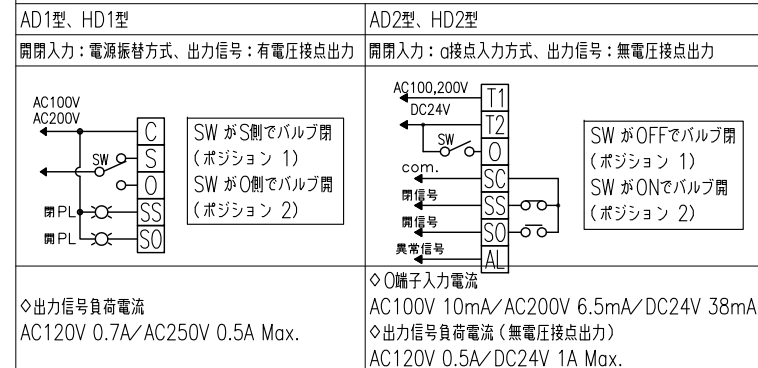 AD1型、HD1型
開閉入力：電源振替方式、出力信号：有電圧接点出力
AC100V
AC200V
C
S
SW
O
閉PL
SS
開PL
SO
SW がS側でバルブ閉
（ポジション 1）
SW がO側でバルブ開
（ポジション 2）
◇出力信号負荷電流
AC120V 0.7A/AC250V 0.5A Max.
AD2型、HD2型
開閉入力：a接点入力方式、出力信号：無電圧接点出力
AC100,200V
T1
DC24V
T2
SW
O
com.
SC
閉信号
SS
開信号
SO
異常信号
AL
SW がOFFでバルブ閉
（ポジション 1）
SW がONでバルブ開
（ポジション 2）
◇O端子入力電流
AC100V 10mA/AC200V 6.5mA/DC24V 38mA
◇出力信号負荷電流（無電圧接点出力）
AC120V 0.5A/DC24V 1A Max.